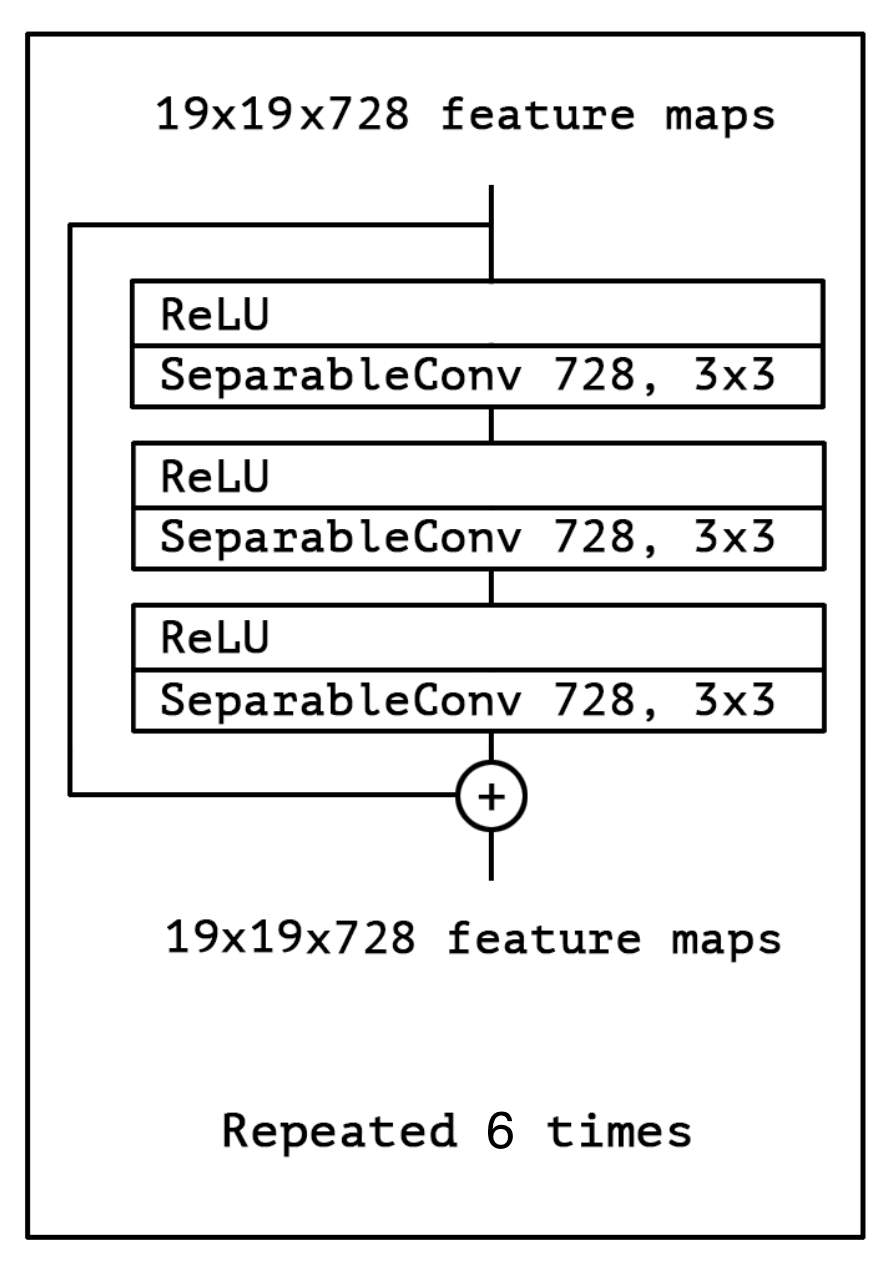 19x19x728 feature maps
ReLU
SeparableConv 728, 3x3
ReLU
SeparableConv 728, 3x3
ReLU
SeparableConv 728, 3x3
+
19x19x728 feature maps
Repeated 6 times